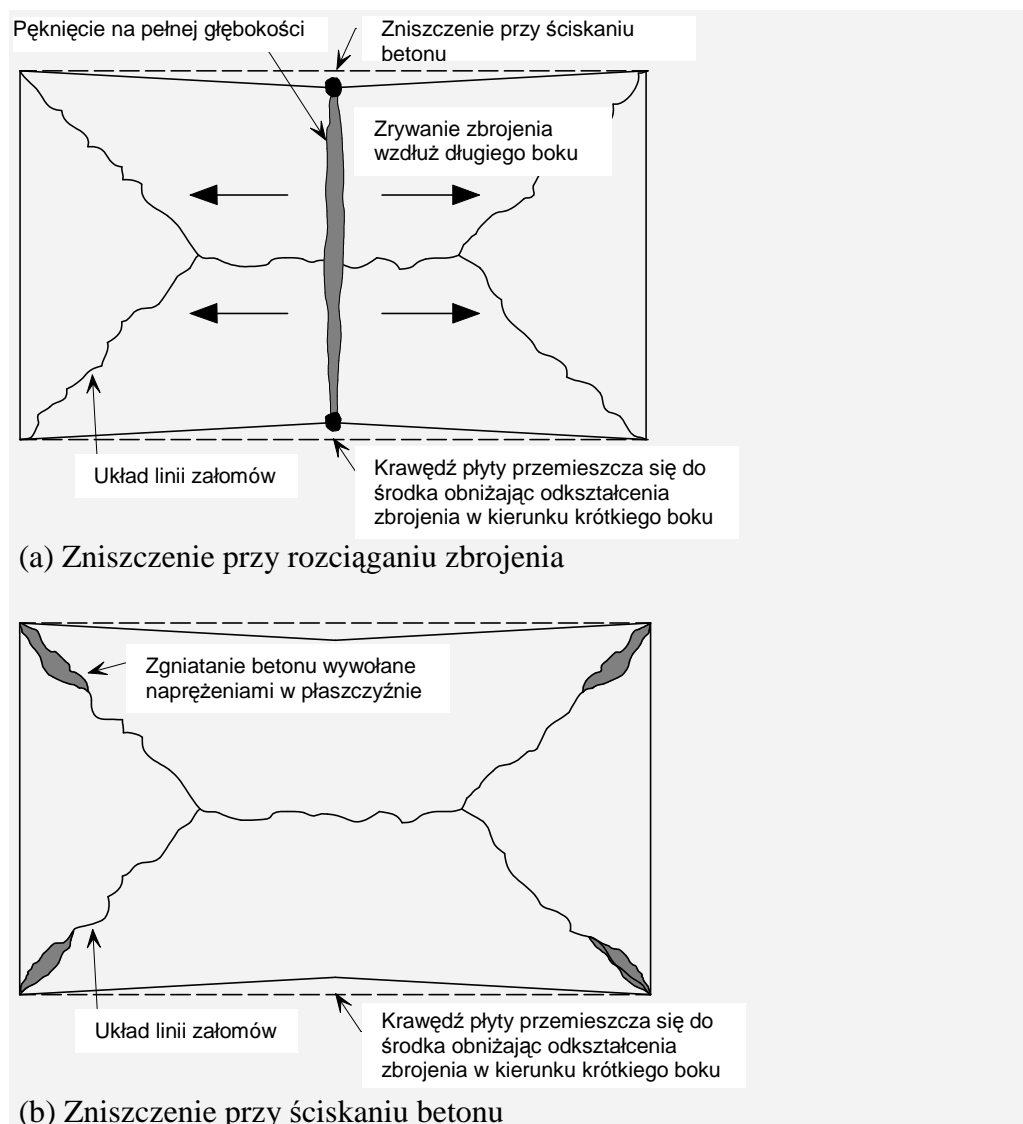 Pęknięcie na pełnej głębokości
Zniszczenie przy ściskaniu
betonu
Zrywanie zbrojenia
wzdłuż długiego boku
Układ linii załomów
Krawędź płyty przemieszcza się do
środka obniżając odkształcenia
zbrojenia w kierunku krótkiego boku
(a) Zniszczenie przy rozciąganiu zbrojenia
Zgniatanie betonu wywołane
naprężeniami w płaszczyźnie
Układ linii załomów
Krawędź płyty przemieszcza się do
środka obniżając odkształcenia
zbrojenia w kierunku krótkiego boku
(b) Zniszczenie przy ściskaniu betonu